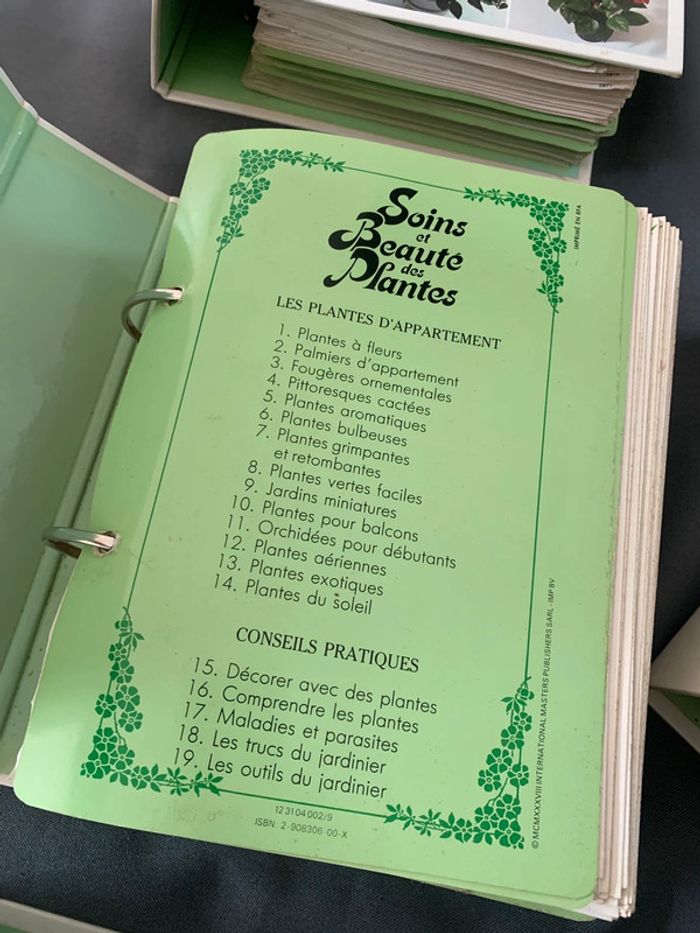 Soins
et
Beauté
des
Plantes
LES PLANTES D'APPARTEMENT
1. Plantes à fleurs
2. Palmiers d'appartement
3. Fougères ornementales
4. Pittoresques cactées
5. Plantes aromatiques
6. Plantes bulbeuses
7. Plantes grimpantes
et retombantes
8. Plantes vertes faciles
9. Jardins miniatures
10. Plantes pour balcons
11. Orchidées pour débutants
12. Plantes aériennes
13. Plantes exotiques
14. Plantes du soleil
CONSEILS PRATIQUES
15. Décorer avec des plantes
16. Comprendre les plantes
17. Maladies et parasites
18. Les trucs du jardinier
19. Les outils du jardinier
12 31 04 002/9
ISBN : 2-908306-00-X
IMPRIMÉ EN RFA
© MCMXXXVIII INTERNATIONAL MASTERS PUBLISHERS SARL - IMP BV